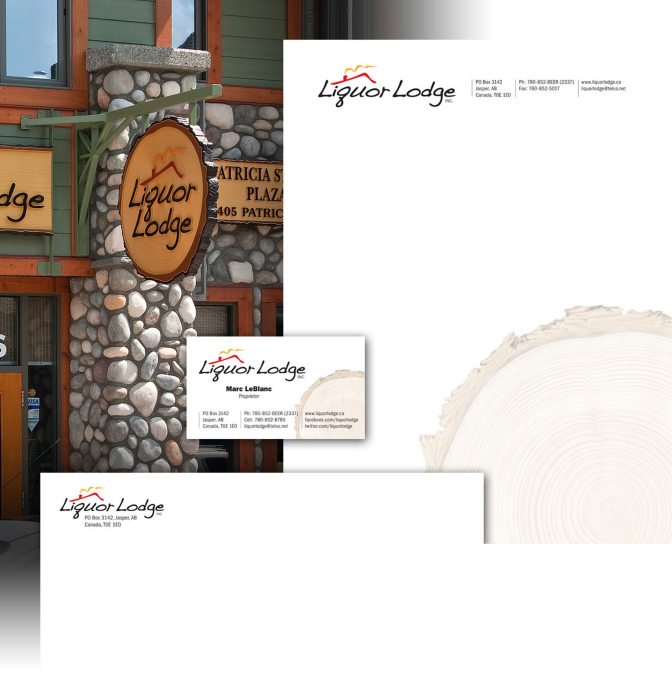 Liquor Lodge
INC.
PO Box 3142
Jasper, AB
Canada, T0E 1E0
Ph: 780-852-BEER (2337)
Fax: 780-852-5017
www.liquorlodge.ca
liquorlodge@telus.net
dge
Liquor
Lodge
ATRICIA S
PLAZ
405 PATRIC
S
VISA
Liquor Lodge
INC.
Marc LeBlanc
Proprietor
PO Box 3142
Jasper, AB
Canada, T0E 1E0
Ph: 780-852-BEER (2337)
Cell: 780-852-8785
liquorlodge@telus.net
www.liquorlodge.ca
facebook.com/liquorlodge
twitter.com/liquorlodge
Liquor Lodge
INC.
PO Box 3142, Jasper, AB
Canada, T0E 1E0